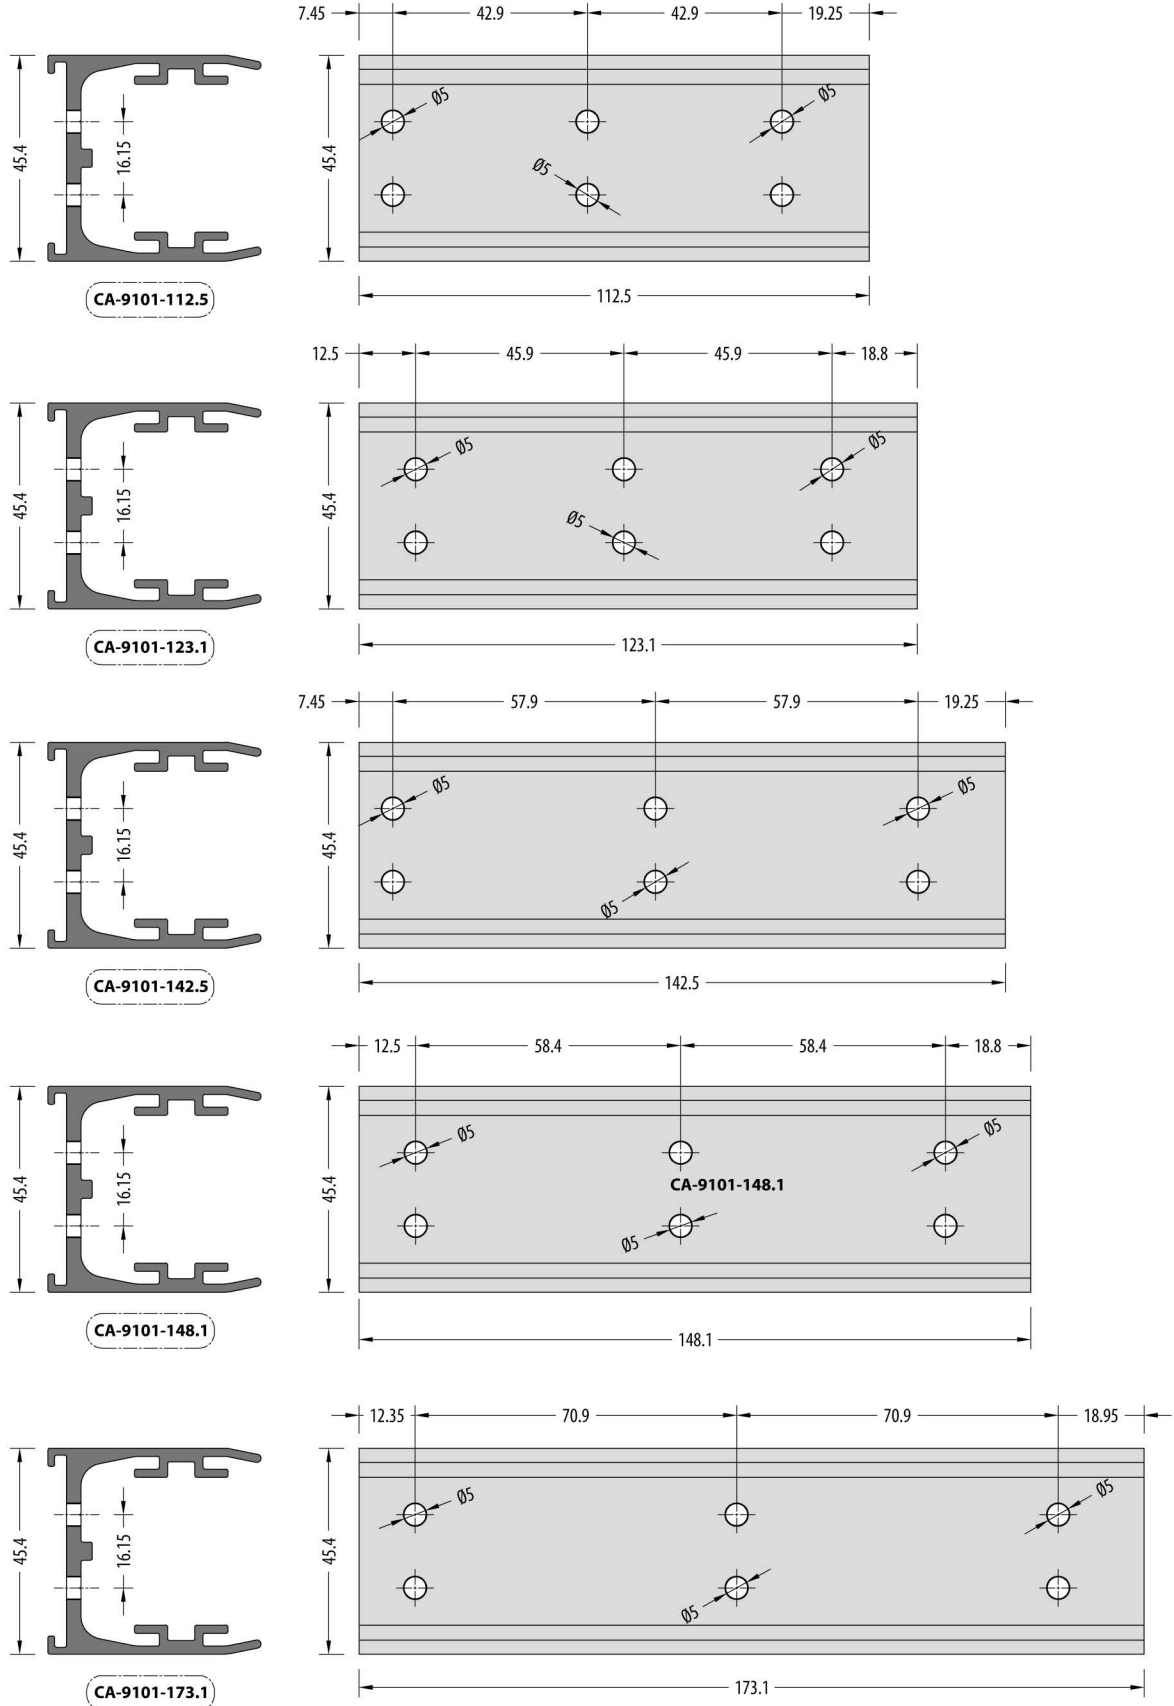 7.45 42.9 42.9 19.25
Ø5 Ø5
45.4 16.15 45.4
Ø5
CA-9101-112.5
112.5
12.5 45.9 45.9 18.8
Ø5 Ø5
45.4 16.15 45.4
Ø5
CA-9101-123.1
123.1
7.45 57.9 57.9 19.25
Ø5 Ø5
45.4 16.15 45.4
Ø5
CA-9101-142.5
142.5
12.5 58.4 58.4 18.8
Ø5 Ø5
CA-9101-148.1
45.4 16.15 45.4
Ø5
CA-9101-148.1
148.1
12.35 70.9 70.9 18.95
Ø5 Ø5
45.4 16.15 45.4
Ø5
CA-9101-173.1
173.1